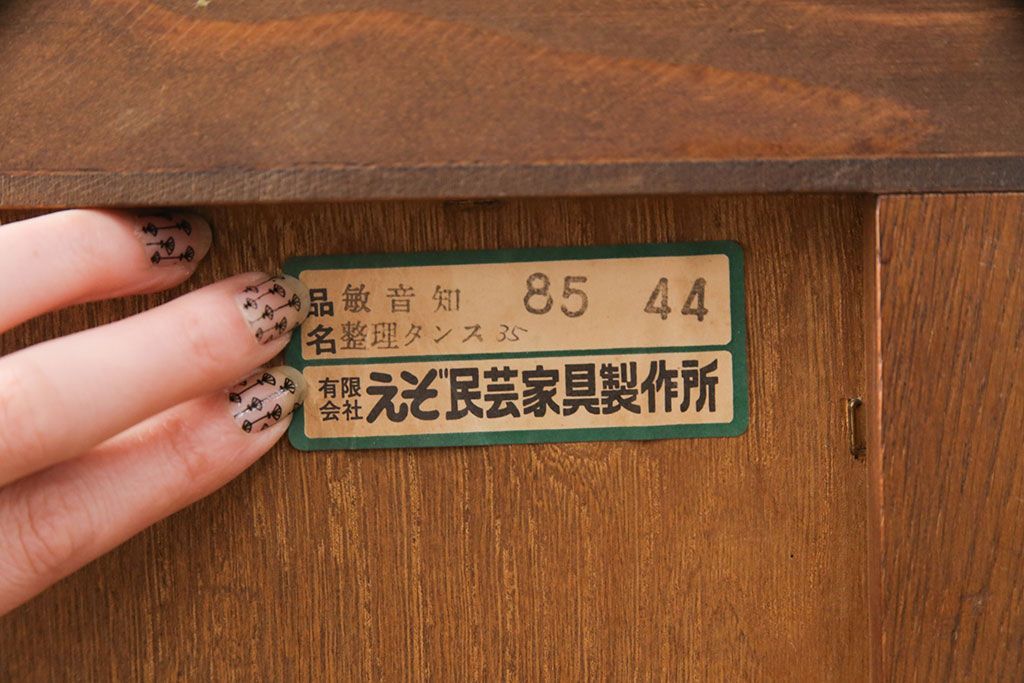 品名 敏音知 85 44
整理タンス 35
有限会社 えぞ民芸家具製作所